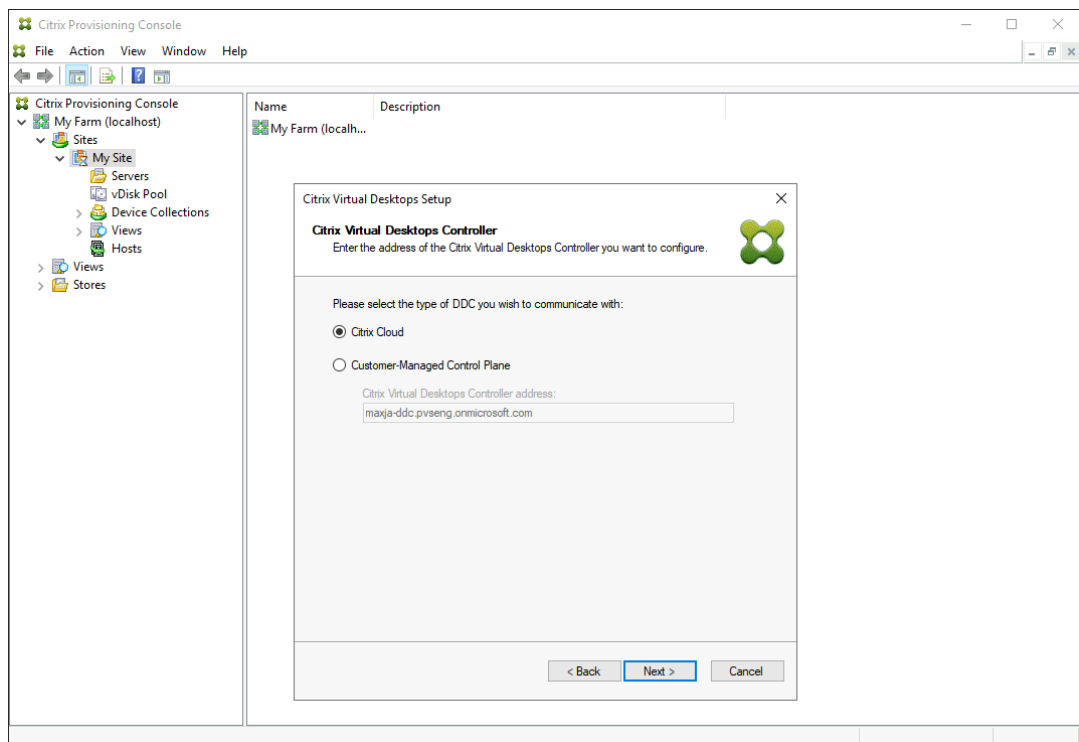 Citrix Provisioning Console
File Action View Window Help
Citrix Provisioning Console
My Farm (localhost)
Sites
My Site
Servers
vDisk Pool
Device Collections
Views
Hosts
Views
Stores
Name Description
My Farm (localh...
Citrix Virtual Desktops Setup
Citrix Virtual Desktops Controller
Enter the address of the Citrix Virtual Desktops Controller you want to configure.
Please select the type of DDC you wish to communicate with:
Citrix Cloud
Customer-Managed Control Plane
Citrix Virtual Desktops Controller address:
maxja-ddc.pvseng.onmicrosoft.com
< Back Next > Cancel